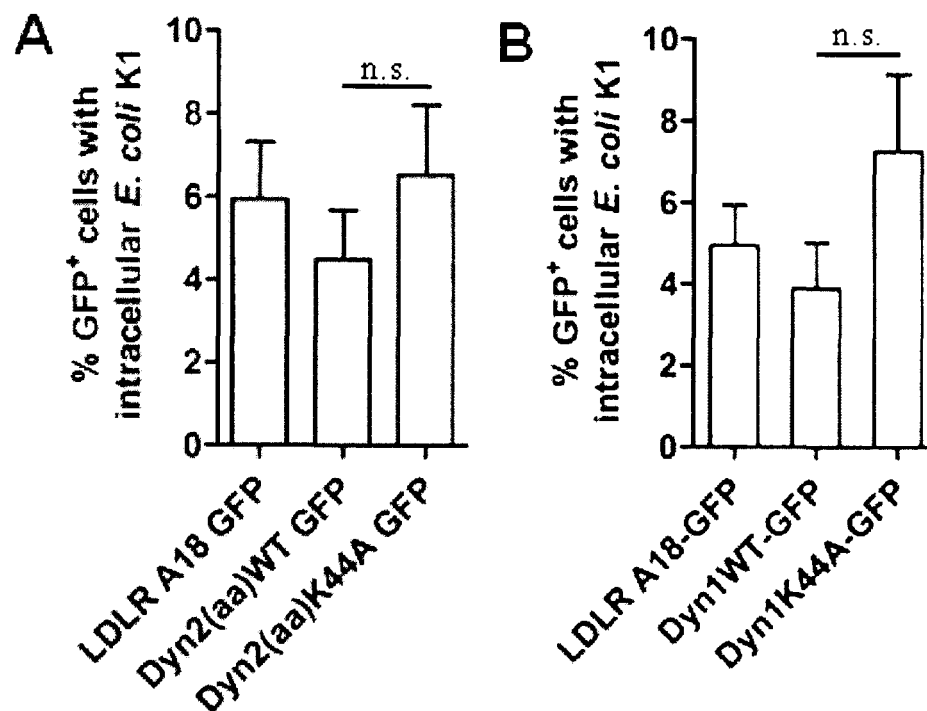 A
% GFP+ cells with
intracellular E. coli K1
10
8
6
4
2
0
n.s.
LDLR A18 GFP
Dyn2(aa)WT GFP
Dyn2(aa)K44A GFP
B
% GFP+ cells with
intracellular E. coli K1
10
8
6
4
2
0
n.s.
LDLR A18-GFP
Dyn1WT-GFP
Dyn1K44A-GFP